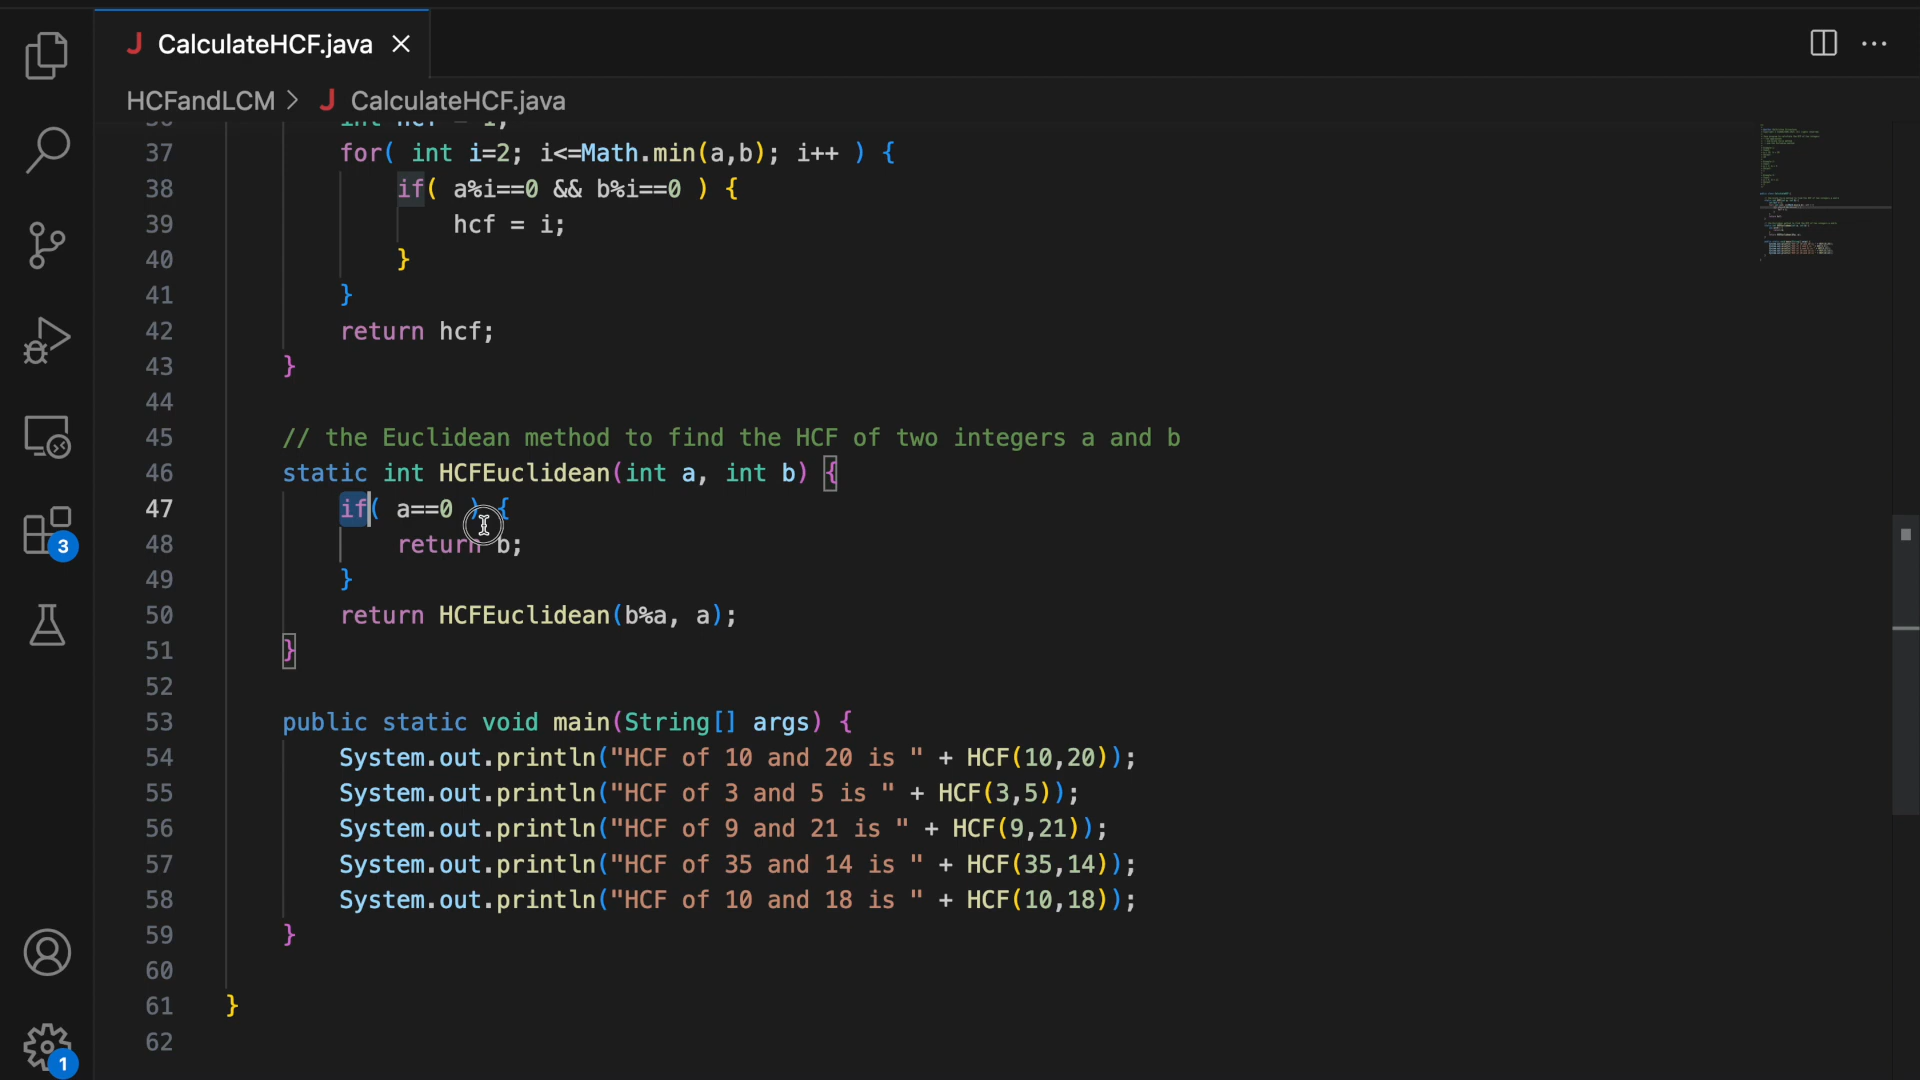 CalculateHCF.java
HCFandLCM > CalculateHCF.java
36 int hcf = 1;
37 for( int i=2; i<=Math.min(a,b); i++ ) {
38 if( a%i==0 && b%i==0 ) {
39 hcf = i;
40 }
41 }
42 return hcf;
43 }
44
45 // the Euclidean method to find the HCF of two integers a and b
46 static int HCFEuclidean(int a, int b) {
47 if( a==0 ) {
48 return b;
49 }
50 return HCFEuclidean(b%a, a);
51 }
52
53 public static void main(String[] args) {
54 System.out.println("HCF of 10 and 20 is " + HCF(10,20));
55 System.out.println("HCF of 3 and 5 is " + HCF(3,5));
56 System.out.println("HCF of 9 and 21 is " + HCF(9,21));
57 System.out.println("HCF of 35 and 14 is " + HCF(35,14));
58 System.out.println("HCF of 10 and 18 is " + HCF(10,18));
59 }
60
61 }
62
3
1